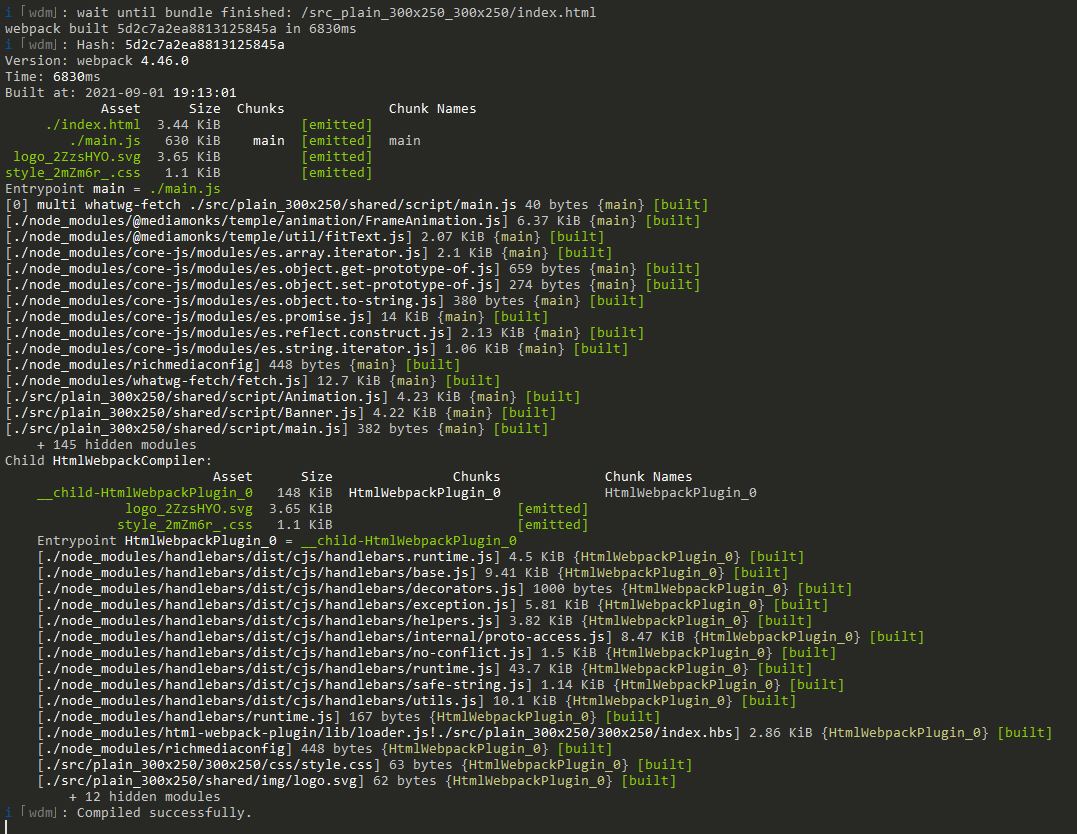 i ｢wdm｣: wait until bundle finished: /src_plain_300x250_300x250/index.html
webpack built 5d2c7a2ea8813125845a in 6830ms
i ｢wdm｣: Hash: 5d2c7a2ea8813125845a
Version: webpack 4.46.0
Time: 6830ms
Built at: 2021-09-01 19:13:01
Asset Size Chunks Chunk Names
./index.html 3.44 KiB [emitted]
./main.js 630 KiB main [emitted] main
logo_2ZzsHYO.svg 3.65 KiB [emitted]
style_2mZm6r_.css 1.1 KiB [emitted]
Entrypoint main = ./main.js
[0] multi whatwg-fetch ./src/plain_300x250/shared/script/main.js 40 bytes {main} [built]
[./node_modules/@mediamonks/temple/animation/FrameAnimation.js] 6.37 KiB {main} [built]
[./node_modules/@mediamonks/temple/util/fitText.js] 2.07 KiB {main} [built]
[./node_modules/core-js/modules/es.array.iterator.js] 2.1 KiB {main} [built]
[./node_modules/core-js/modules/es.object.get-prototype-of.js] 659 bytes {main} [built]
[./node_modules/core-js/modules/es.object.set-prototype-of.js] 274 bytes {main} [built]
[./node_modules/core-js/modules/es.object.to-string.js] 380 bytes {main} [built]
[./node_modules/core-js/modules/es.promise.js] 14 KiB {main} [built]
[./node_modules/core-js/modules/es.reflect.construct.js] 2.13 KiB {main} [built]
[./node_modules/core-js/modules/es.string.iterator.js] 1.06 KiB {main} [built]
[./node_modules/richmediaconfig] 448 bytes {main} [built]
[./node_modules/whatwg-fetch/fetch.js] 12.7 KiB {main} [built]
[./src/plain_300x250/shared/script/Animation.js] 4.23 KiB {main} [built]
[./src/plain_300x250/shared/script/Banner.js] 4.22 KiB {main} [built]
[./src/plain_300x250/shared/script/main.js] 382 bytes {main} [built]
+ 145 hidden modules
Child HtmlWebpackCompiler:
Asset Size Chunks Chunk Names
__child-HtmlWebpackPlugin_0 148 KiB HtmlWebpackPlugin_0 HtmlWebpackPlugin_0
logo_2ZzsHYO.svg 3.65 KiB [emitted]
style_2mZm6r_.css 1.1 KiB [emitted]
Entrypoint HtmlWebpackPlugin_0 = __child-HtmlWebpackPlugin_0
[./node_modules/handlebars/dist/cjs/handlebars.runtime.js] 4.5 KiB {HtmlWebpackPlugin_0} [built]
[./node_modules/handlebars/dist/cjs/handlebars/base.js] 9.41 KiB {HtmlWebpackPlugin_0} [built]
[./node_modules/handlebars/dist/cjs/handlebars/decorators.js] 1000 bytes {HtmlWebpackPlugin_0} [built]
[./node_modules/handlebars/dist/cjs/handlebars/exception.js] 5.81 KiB {HtmlWebpackPlugin_0} [built]
[./node_modules/handlebars/dist/cjs/handlebars/helpers.js] 3.82 KiB {HtmlWebpackPlugin_0} [built]
[./node_modules/handlebars/dist/cjs/handlebars/internal/proto-access.js] 8.47 KiB {HtmlWebpackPlugin_0} [built]
[./node_modules/handlebars/dist/cjs/handlebars/no-conflict.js] 1.5 KiB {HtmlWebpackPlugin_0} [built]
[./node_modules/handlebars/dist/cjs/handlebars/runtime.js] 43.7 KiB {HtmlWebpackPlugin_0} [built]
[./node_modules/handlebars/dist/cjs/handlebars/safe-string.js] 1.14 KiB {HtmlWebpackPlugin_0} [built]
[./node_modules/handlebars/dist/cjs/handlebars/utils.js] 10.1 KiB {HtmlWebpackPlugin_0} [built]
[./node_modules/handlebars/runtime.js] 167 bytes {HtmlWebpackPlugin_0} [built]
[./node_modules/html-webpack-plugin/lib/loader.js!./src/plain_300x250/300x250/index.hbs] 2.86 KiB {HtmlWebpackPlugin_0} [built]
[./node_modules/richmediaconfig] 448 bytes {HtmlWebpackPlugin_0} [built]
[./src/plain_300x250/300x250/css/style.css] 63 bytes {HtmlWebpackPlugin_0} [built]
[./src/plain_300x250/shared/img/logo.svg] 62 bytes {HtmlWebpackPlugin_0} [built]
+ 12 hidden modules
i ｢wdm｣: Compiled successfully.